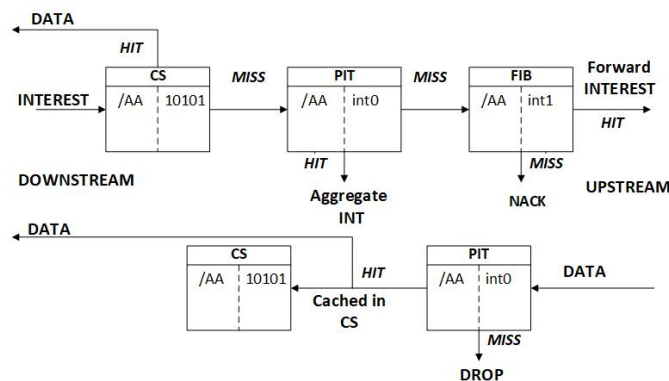 DATA
HIT
CS
MISS
PIT
MISS
FIB
Forward
INTEREST
INTEREST
/AA 10101
/AA int0
/AA int1
HIT
HIT
MISS
DOWNSTREAM
Aggregate
INT
NACK
UPSTREAM
DATA
CS
HIT
PIT
DATA
/AA 10101
Cached in
CS
/AA int0
MISS
DROP